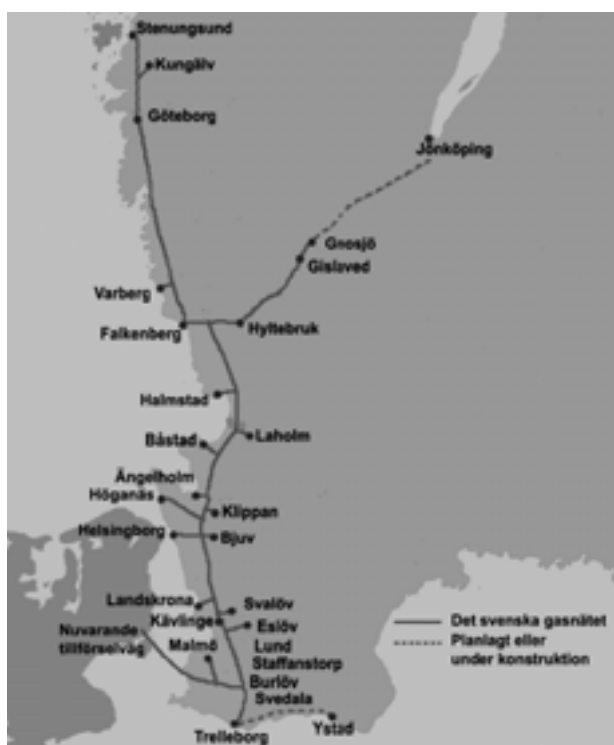 Stenungsund
Kungälv
Göteborg
Jönköping
Gnosjö
Gislaved
Varberg
Falkenberg
Hyltebruk
Halmstad
Båstad
Laholm
Ängelholm
Höganäs
Klippan
Helsingborg
Bjuv
Landskrona
Svalöv
Kävlinge
Eslöv
Nuvarande
tillförselväg
Malmö
Lund
Staffanstorp
Burlöv
Svedala
Trelleborg
Ystad
Det svenska gasnätet
Planlagt eller
under konstruktion